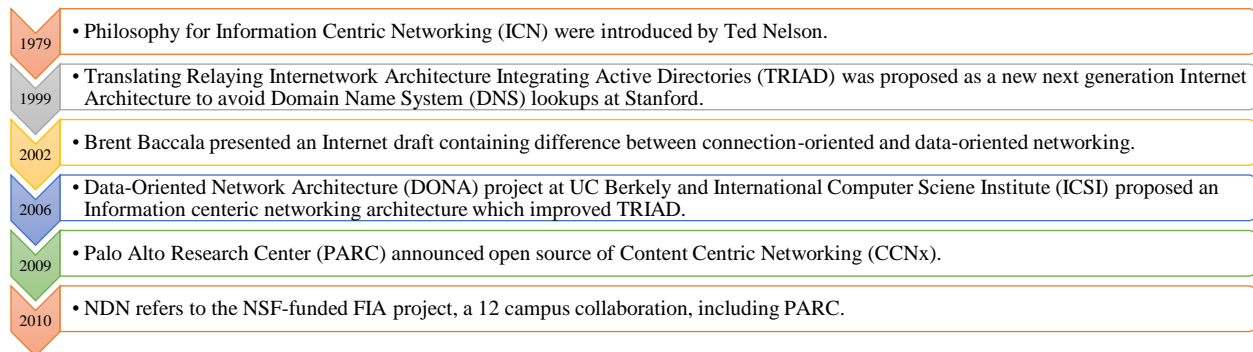 1979
• Philosophy for Information Centric Networking (ICN) were introduced by Ted Nelson.
1999
• Translating Relaying Internetwork Architecture Integrating Active Directories (TRIAD) was proposed as a new next generation Internet
Architecture to avoid Domain Name System (DNS) lookups at Stanford.
2002
• Brent Baccala presented an Internet draft containing difference between connection-oriented and data-oriented networking.
2006
• Data-Oriented Network Architecture (DONA) project at UC Berkely and International Computer Sciene Institute (ICSI) proposed an
Information centeric networking architecture which improved TRIAD.
2009
• Palo Alto Research Center (PARC) announced open source of Content Centric Networking (CCNx).
2010
• NDN refers to the NSF-funded FIA project, a 12 campus collaboration, including PARC.